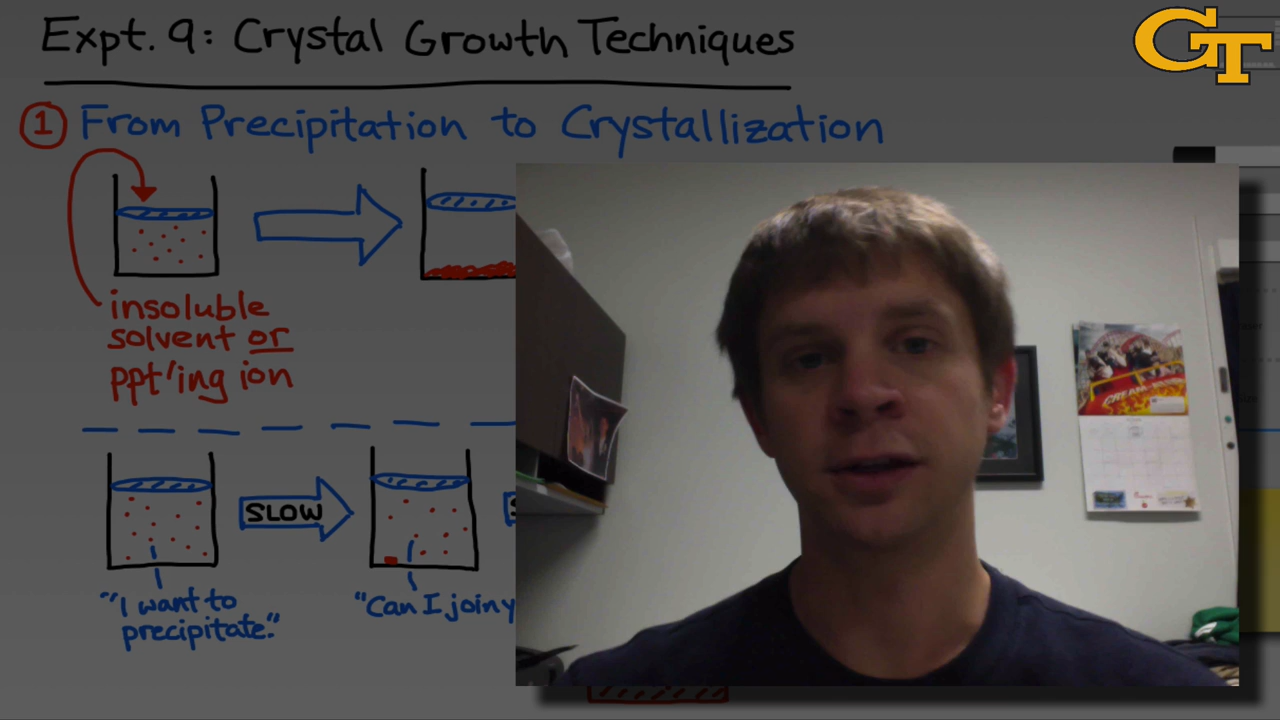 Expt. 9: Crystal Growth Techniques
GT
1 From Precipitation to Crystallization
insoluble
solvent or
ppt'ing ion
SLOW
"I want to
precipitate."
"Can I join y